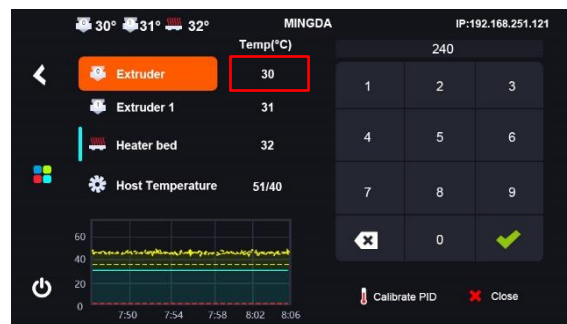 30° 31° 32° MINGDA IP:192.168.251.121
Temp(°C)
240
Extruder 30
Extruder 1 31
Heater bed 32
Host Temperature 51/40
1 2 3
4 5 6
7 8 9
0
60
40
20
0
7:50 7:54 7:58 8:02 8:06
Calibrate PID Close